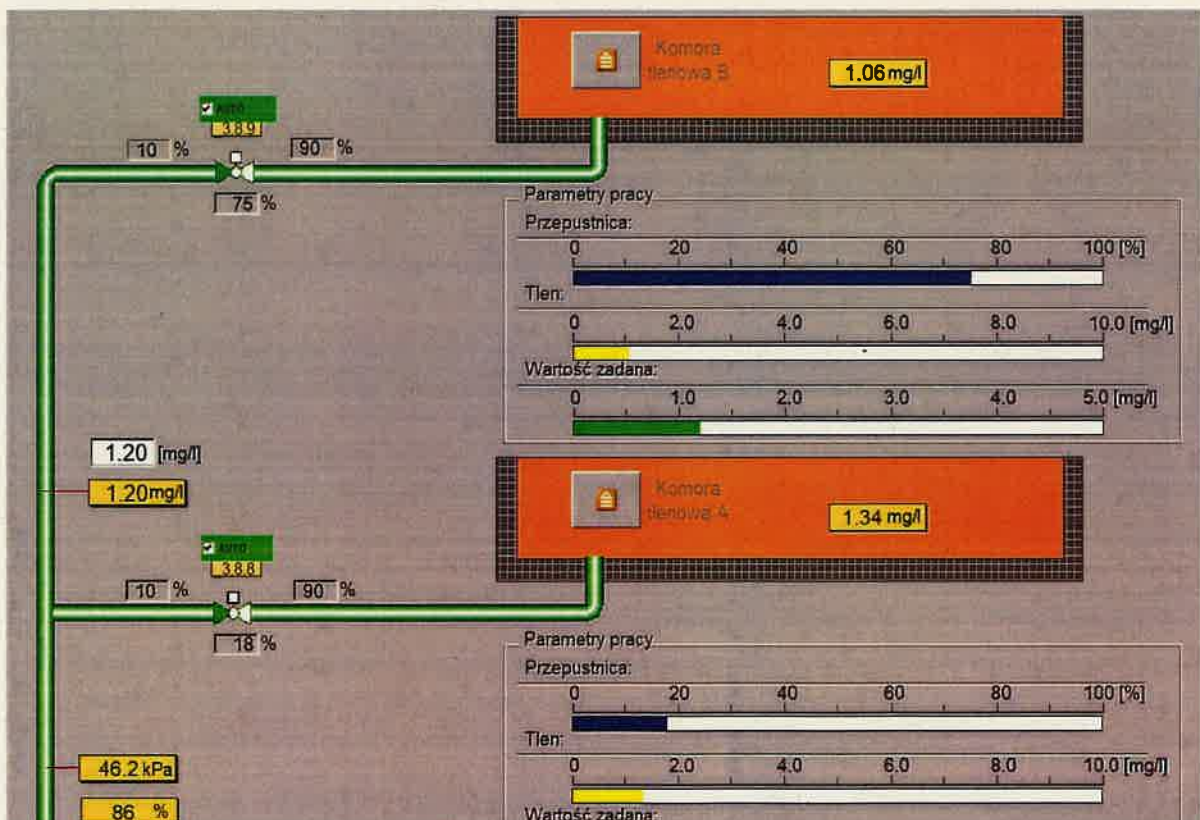 Komora
tlenowa B
1.06 mg/l
AUTO
3.8.9
10 %
90 %
75 %
Parametry pracy
Przepustnica:
0 20 40 60 80 100 [%]
Tlen:
0 2.0 4.0 6.0 8.0 10.0 [mg/l]
Wartość zadana:
0 1.0 2.0 3.0 4.0 5.0 [mg/l]
1.20 [mg/l]
1.20 mg/l
Komora
tlenowa A
1.34 mg/l
AUTO
3.8.8
10 %
90 %
18 %
Parametry pracy
Przepustnica:
0 20 40 60 80 100 [%]
Tlen:
0 2.0 4.0 6.0 8.0 10.0 [mg/l]
Wartość zadana:
46.2 kPa
86 %